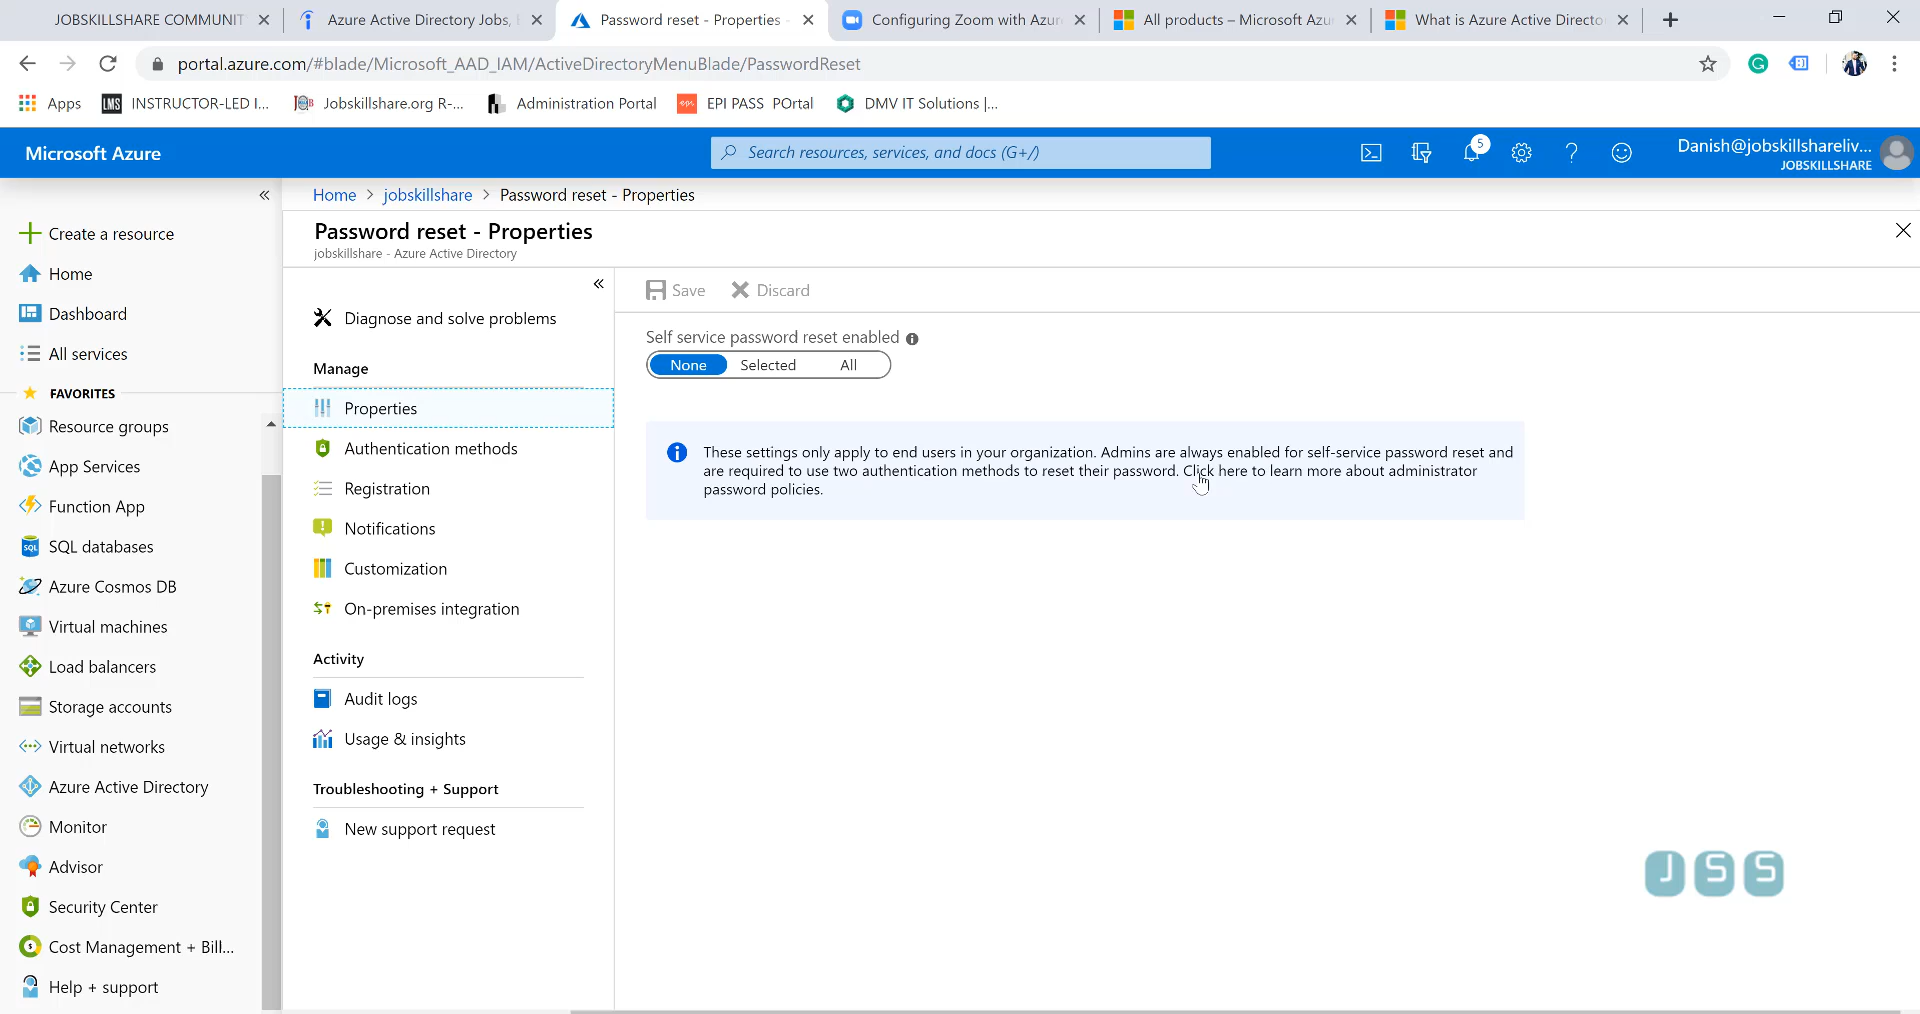 JOBSKILLSHARE COMMUNIT
Azure Active Directory Jobs,
Password reset - Properties -
Configuring Zoom with Azur
All products – Microsoft Azu
What is Azure Active Directo
portal.azure.com/#blade/Microsoft_AAD_IAM/ActiveDirectoryMenuBlade/PasswordReset
Apps
LMS INSTRUCTOR-LED I...
Jobskillshare.org R-...
Administration Portal
EPI PASS POrtal
DMV IT Solutions |...
Microsoft Azure
Search resources, services, and docs (G+/)
5
Danish@jobskillshareliv...
JOBSKILLSHARE
Home > jobskillshare > Password reset - Properties
Password reset - Properties
jobskillshare - Azure Active Directory
Create a resource
Home
Dashboard
All services
FAVORITES
Resource groups
App Services
Function App
SQL databases
Azure Cosmos DB
Virtual machines
Load balancers
Storage accounts
Virtual networks
Azure Active Directory
Monitor
Advisor
Security Center
Cost Management + Bill...
Help + support
Diagnose and solve problems
Manage
Properties
Authentication methods
Registration
Notifications
Customization
On-premises integration
Activity
Audit logs
Usage & insights
Troubleshooting + Support
New support request
Save
Discard
Self service password reset enabled
None
Selected
All
These settings only apply to end users in your organization. Admins are always enabled for self-service password reset and
are required to use two authentication methods to reset their password. Click here to learn more about administrator
password policies.
JSS